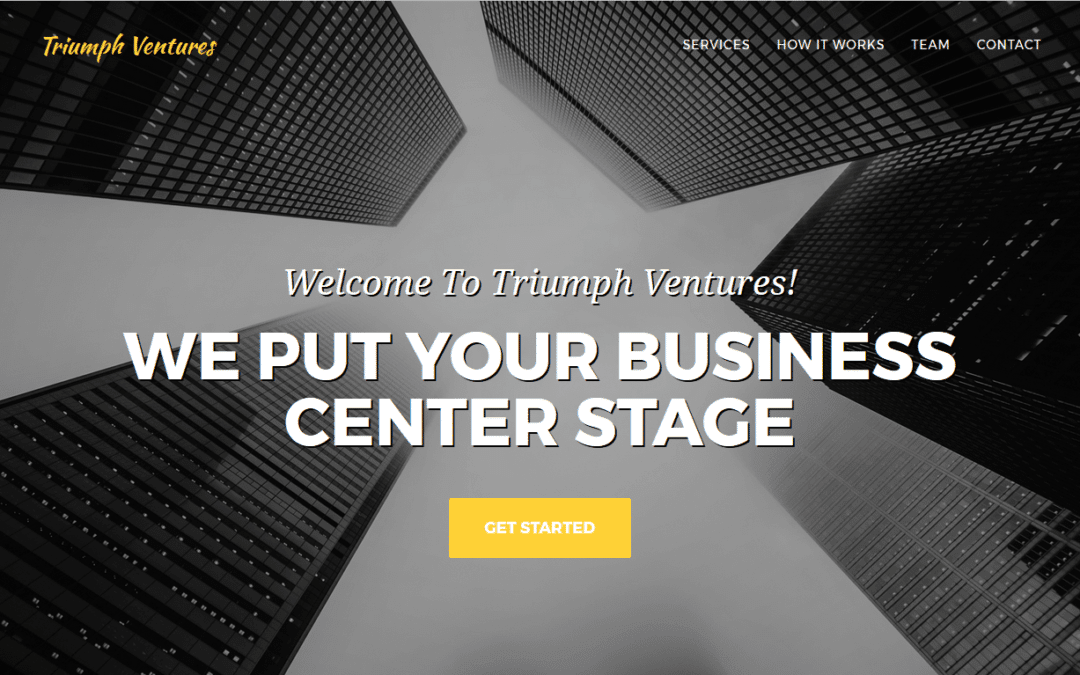 Triumph Ventures
SERVICES HOW IT WORKS TEAM CONTACT
Welcome To Triumph Ventures!
WE PUT YOUR BUSINESS
CENTER STAGE
GET STARTED